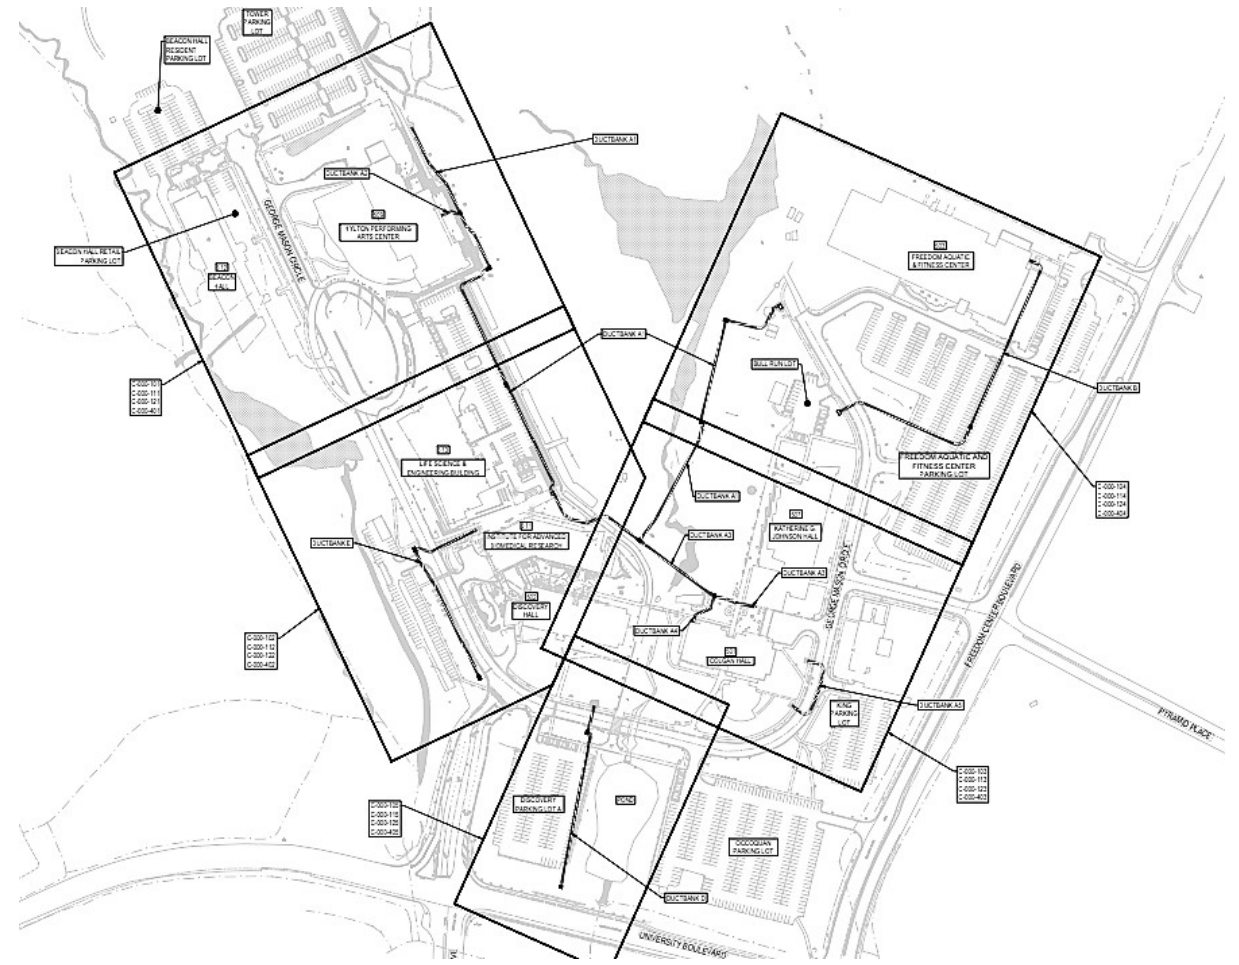 TOWER
PARKING
LOT
BEACON HALL
RESIDENT
PARKING LOT
DUCTBANK A1
DUCTBANK A2
HYLTON PERFORMING
ARTS CENTER
GEORGE MASON CIRCLE
BEACON HALL RETAIL
PARKING LOT
BEACON
HALL
FREEDOM AQUATIC
& FITNESS CENTER
DUCTBANK A1
BULL RUN LOT
DUCTBANK B
C-000-101
C-000-111
C-000-121
C-000-401
LIFE SCIENCE &
ENGINEERING BUILDING
FREEDOM AQUATIC AND
FITNESS CENTER
PARKING LOT
C-000-104
C-000-114
C-000-124
C-000-404
DUCTBANK A1
KATHERINE G.
JOHNSON HALL
DUCTBANK E
INSTITUTE FOR ADVANCED
BIOMEDICAL RESEARCH
DUCTBANK A3
DUCTBANK A3
DISCOVERY
HALL
DUCTBANK A4
GEORGE MASON DRIVE
FREEDOM CENTER BOULEVARD
C-000-102
C-000-112
C-000-122
C-000-402
COLGAN HALL
KING
PARKING
LOT
DUCTBANK A5
PYRAMID PLACE
C-000-103
C-000-113
C-000-123
C-000-403
C-000-105
C-000-115
C-000-125
C-000-405
DISCOVERY
PARKING LOT A
POND
OCCOQUAN
PARKING LOT
DUCTBANK D
UNIVERSITY BOULEVARD